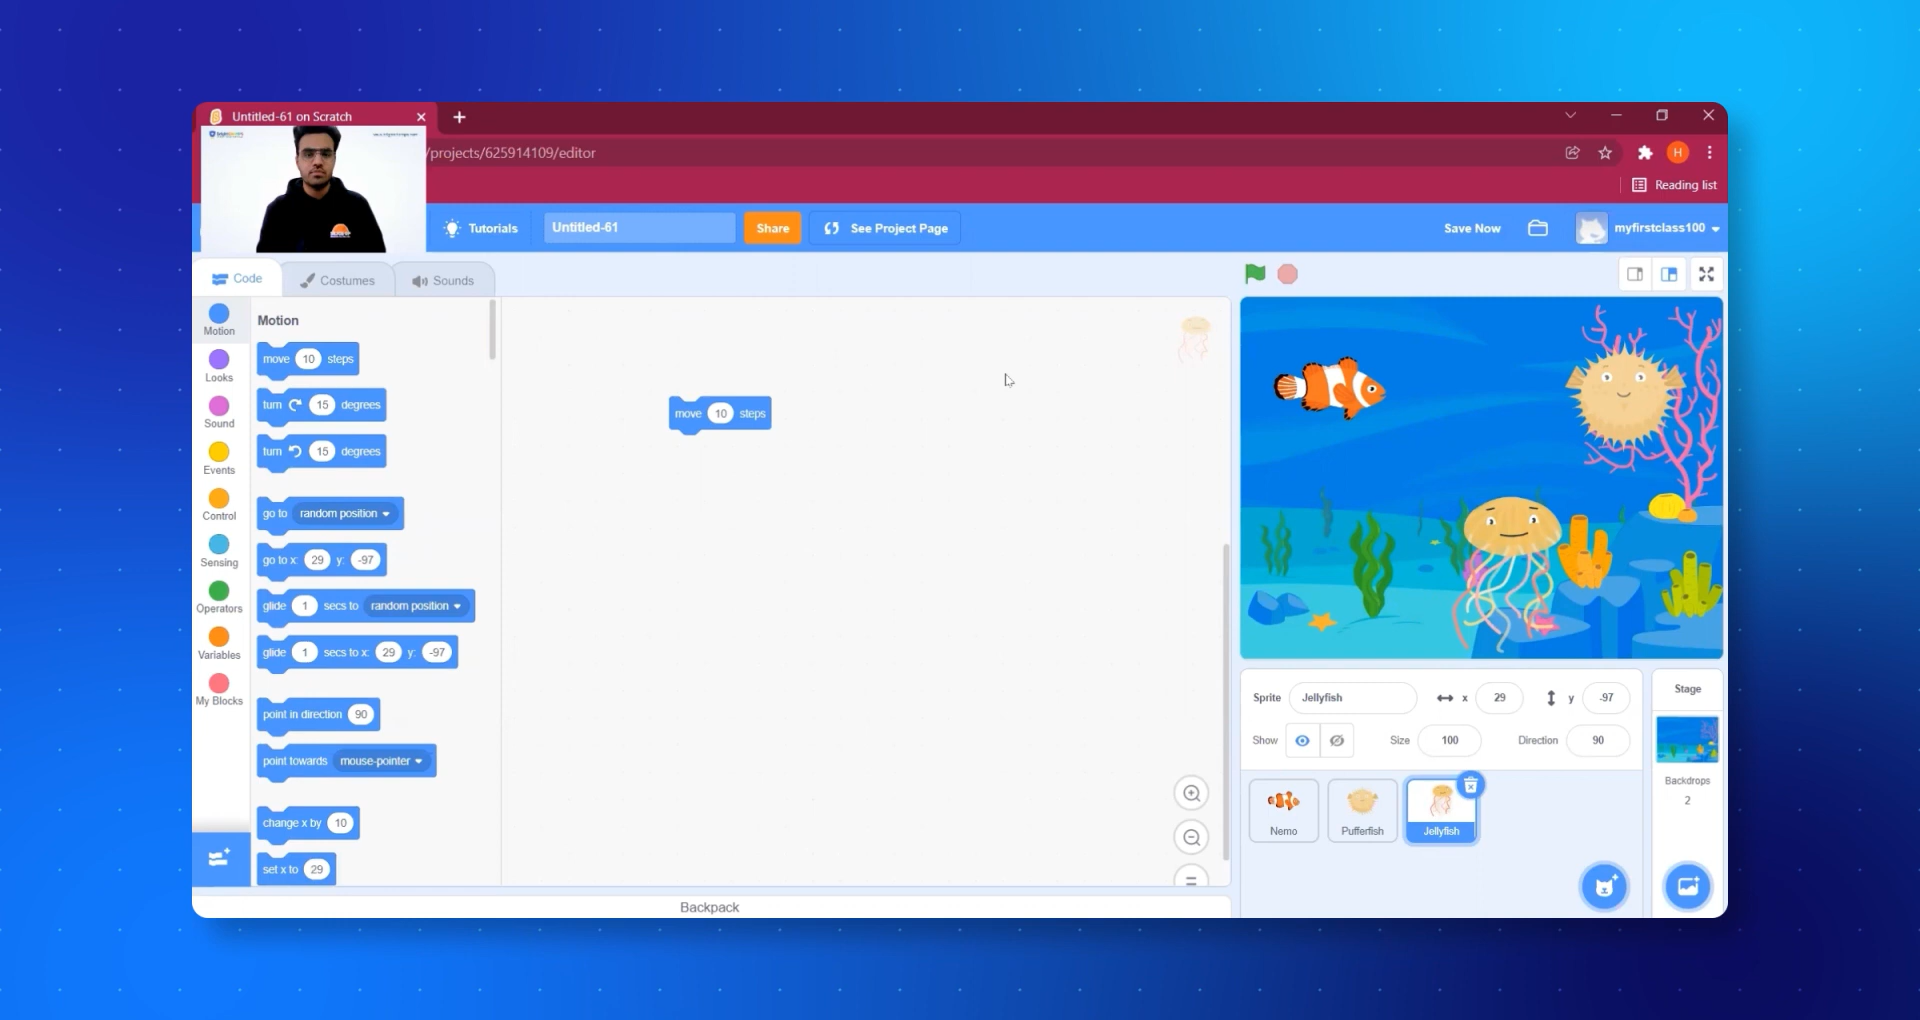 Untitled-61 on Scratch
/projects/625914109/editor
H
Reading list
Tutorials
Untitled-61
Share
See Project Page
Save Now
myfirstclass100
Code
Costumes
Sounds
Motion
Looks
Sound
Events
Control
Sensing
Operators
Variables
My Blocks
Motion
move 10 steps
turn 15 degrees
turn 15 degrees
go to random position
go to x: 29 y: -97
glide 1 secs to random position
glide 1 secs to x: 29 y: -97
point in direction 90
point towards mouse-pointer
change x by 10
set x to 29
move 10 steps
Backpack
Sprite Jellyfish x 29 y -97
Show Size 100 Direction 90
Nemo
Pufferfish
Jellyfish
Stage
Backdrops
2